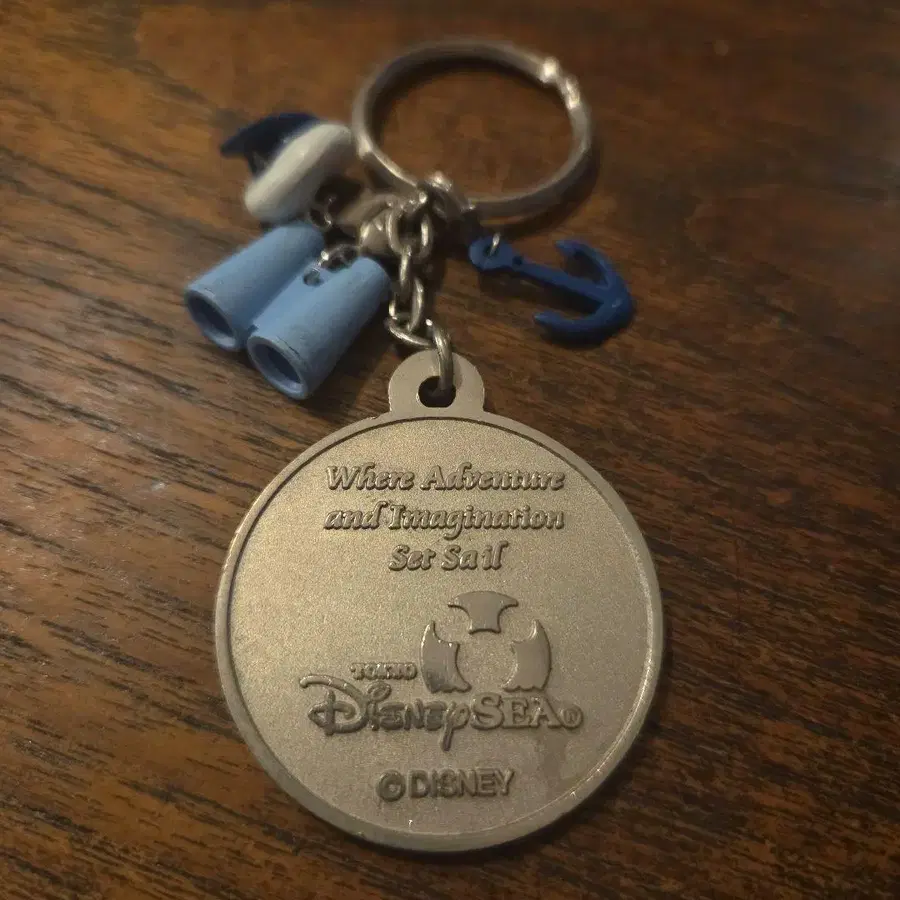 Where Adventure
and Imagination
Set Sail
TOKYO
DISNEYSEA®
© DISNEY